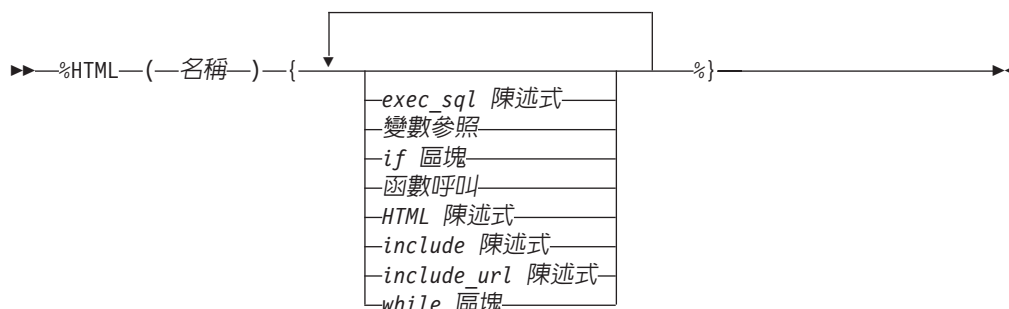 %HTML ( 名稱 ) { %}
exec_sql 陳述式
變數參照
if 區塊
函數呼叫
HTML 陳述式
include 陳述式
include_url 陳述式
while 區塊